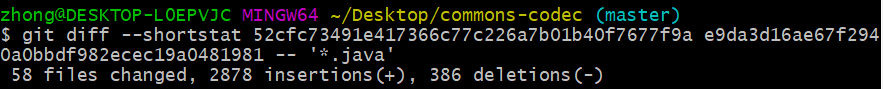 zhong@DESKTOP-L0EPVJC MINGW64 ~/Desktop/commons-codec (master)
$ git diff --shortstat 52cfc73491e417366c77c226a7b01b40f7677f9a e9da3d16ae67f294
0a0bbdf982ecec19a0481981 -- '*.java'
 58 files changed, 2878 insertions(+), 386 deletions(-)